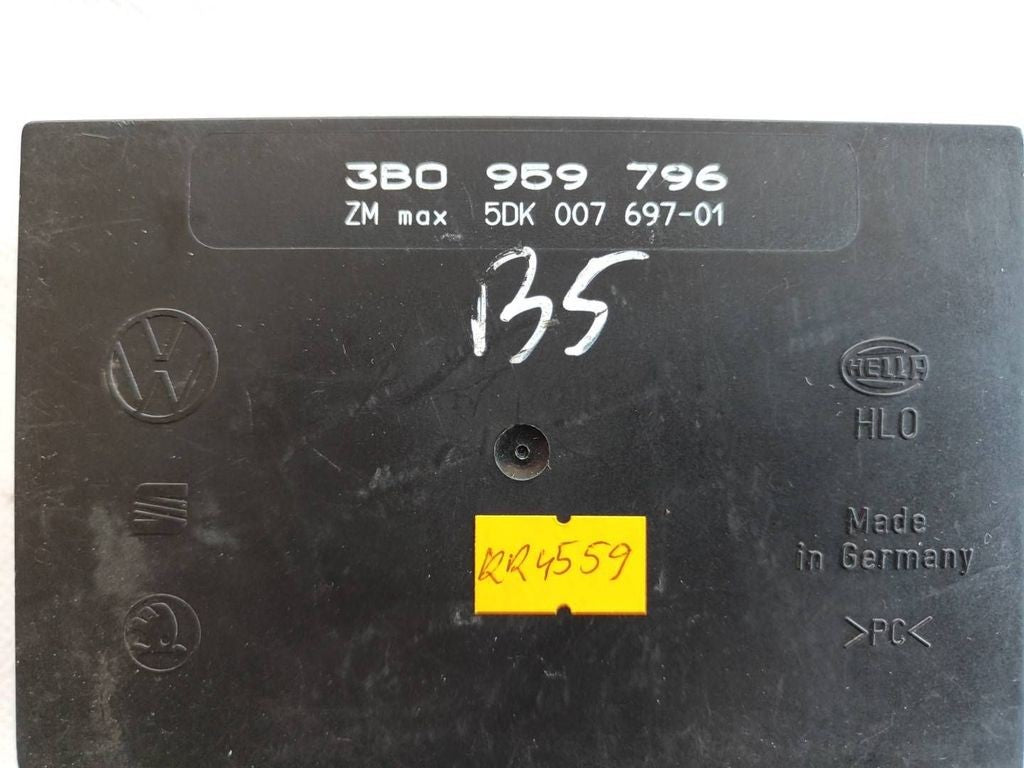 3B0 959 796
ZM max 5DK 007 697-01
B5
HELLA
HLO
Made
in Germany
>PC<
RR4559